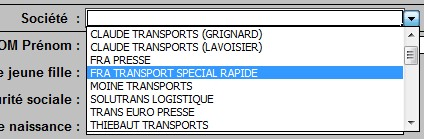 Société :
CLAUDE TRANSPORTS (GRIGNARD)
OM Prénom :
CLAUDE TRANSPORTS (LAVOISIER)
FRA PRESSE
e jeune fille :
FRA TRANSPORT SPECIAL RAPIDE
MOINE TRANSPORTS
urité sociale :
SOLUTRANS LOGISTIQUE
TRANS EURO PRESSE
e naissance :
THIEBAUT TRANSPORTS